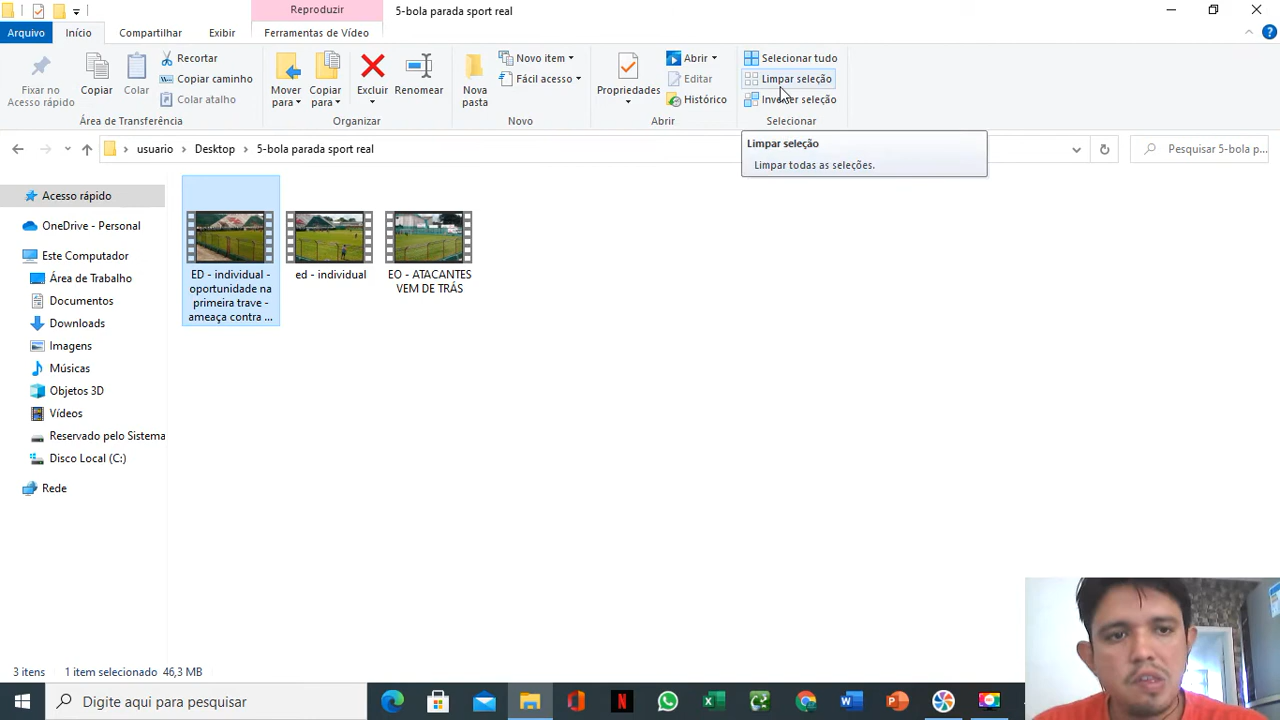 Reproduzir
5-bola parada sport real
Arquivo
Início
Compartilhar
Exibir
Ferramentas de Vídeo
Fixar no
Acesso rápido
Copiar
Colar
Recortar
Copiar caminho
Colar atalho
Área de Transferência
Mover
para
Copiar
para
Excluir
Renomear
Organizar
Nova
pasta
Novo item
Fácil acesso
Novo
Propriedades
Abrir
Editar
Histórico
Abrir
Selecionar tudo
Limpar seleção
seleção
Selecionar
Limpar seleção
Limpar todas as seleções.
usuario
Desktop
5-bola parada sport real
Pesquisar 5-bola p...
Acesso rápido
OneDrive - Personal
Este Computador
Área de Trabalho
Documentos
Downloads
Imagens
Músicas
Objetos 3D
Vídeos
Reservado pelo Sistema
Disco Local (C:)
Rede
ED - individual -
oportunidade na
primeira trave -
ameaça contra ...
ed - individual
EO - ATACANTES
VEM DE TRÁS
3 itens
1 item selecionado 46,3 MB
Digite aqui para pesquisar